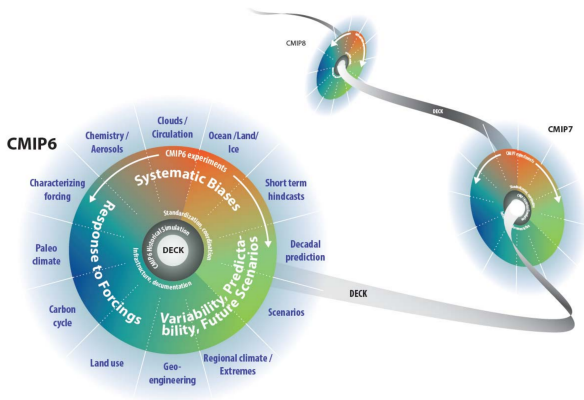 CMIP8
DECK
CMIP7
CMIP6
Clouds /
Circulation
Chemistry /
Aerosols
Ocean /Land/
Ice
CMIP6 experiments
Characterizing
forcing
Systematic Biases
Short term
hindcasts
Standardization, coordination
Response to Forcings
CMIP6 Historical Simulation
DECK
Paleo
climate
Decadal
prediction
Infrastructure, documentation
Variability, Predicta-
bility, Future Scenarios
DECK
Carbon
cycle
Scenarios
Land use
Geo-
engineering
Regional climate /
Extremes